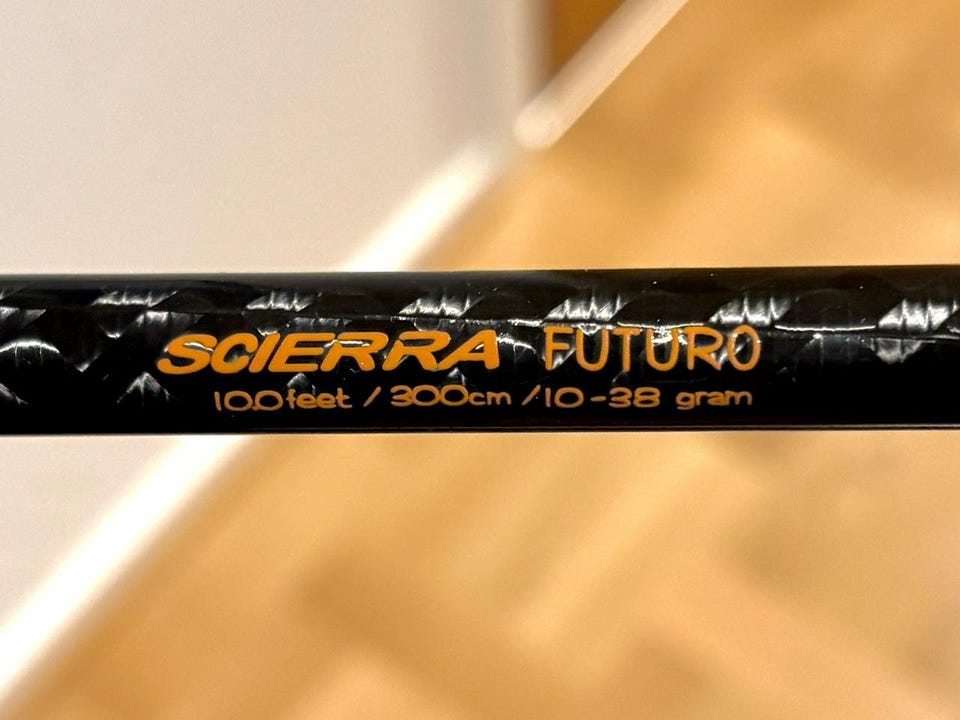 SCIERRA FUTURO
10.0 feet / 300cm / 10-38 gram